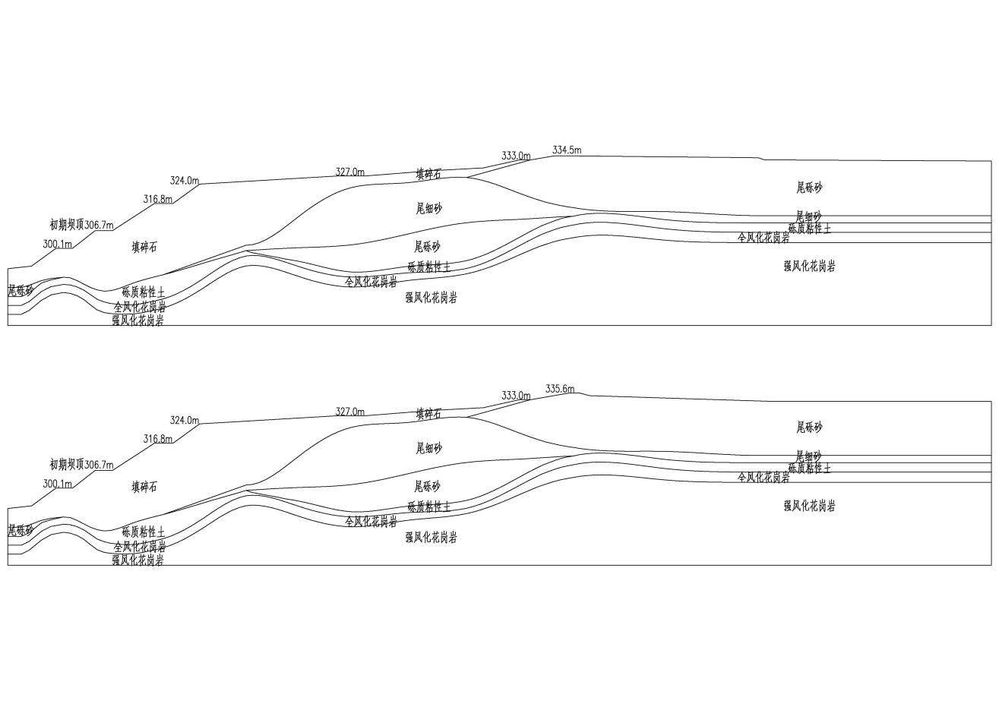 334.5m
333.0m
327.0m
填碎石
324.0m
尾砾砂
316.8m
尾细砂
尾细砂
初期坝顶306.7m
砾质粘性土
全风化花岗岩
300.1m
填碎石
尾砾砂
强风化花岗岩
砾质粘性土
全风化花岗岩
尾砾砂
砾质粘性土
强风化花岗岩
全风化花岗岩
强风化花岗岩
335.6m
333.0m
327.0m
填碎石
324.0m
尾砾砂
316.8m
尾细砂
尾细砂
初期坝顶306.7m
砾质粘性土
全风化花岗岩
300.1m
填碎石
尾砾砂
强风化花岗岩
砾质粘性土
全风化花岗岩
尾砾砂
砾质粘性土
强风化花岗岩
全风化花岗岩
强风化花岗岩